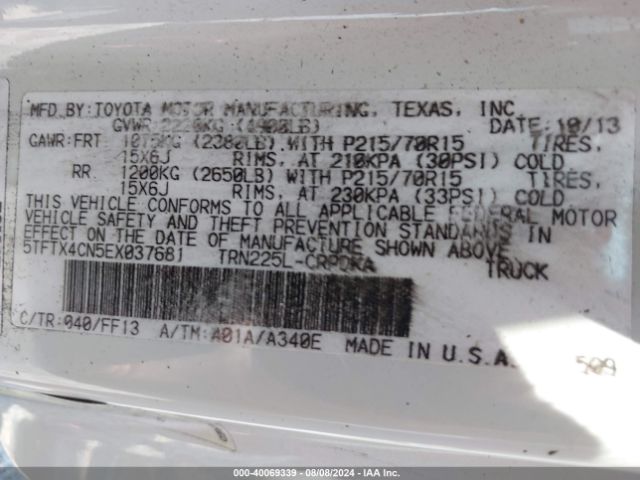 MFD.BY:TOYOTA MOTOR MANUFACTURING, TEXAS, INC
GVWR 2220KG (4900LB) DATE:10/13
GAWR:FRT 1075KG (2380LB) WITH P215/70R15 TIRES,
15X6J RIMS, AT 210KPA (30PSI) COLD
RR. 1200KG (2650LB) WITH P215/70R15 TIRES,
15X6J RIMS, AT 230KPA (33PSI) COLD
THIS VEHICLE CONFORMS TO ALL APPLICABLE FEDERAL MOTOR
VEHICLE SAFETY AND THEFT PREVENTION STANDARDS IN
EFFECT ON THE DATE OF MANUFACTURE SHOWN ABOVE.
5TFTX4CN5EX037681 TRN225L-CRPDKA TRUCK
C/TR:040/FF13 A/TM:A01A/A340E MADE IN U.S.A.
509
000-40069339 - 08/08/2024 - IAA Inc.